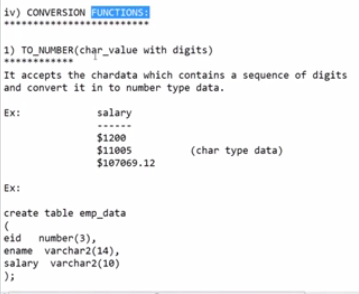 iv) CONVERSION FUNCTIONS:
*************************
1) TO_NUMBER(char_value with digits)
************
It accepts the chardata which contains a sequence of digits
and convert it in to number type data.
Ex: salary
------
$1200
$11005 (char type data)
$107069.12
Ex:
create table emp_data
(
eid number(3),
ename varchar2(14),
salary varchar2(10)
);